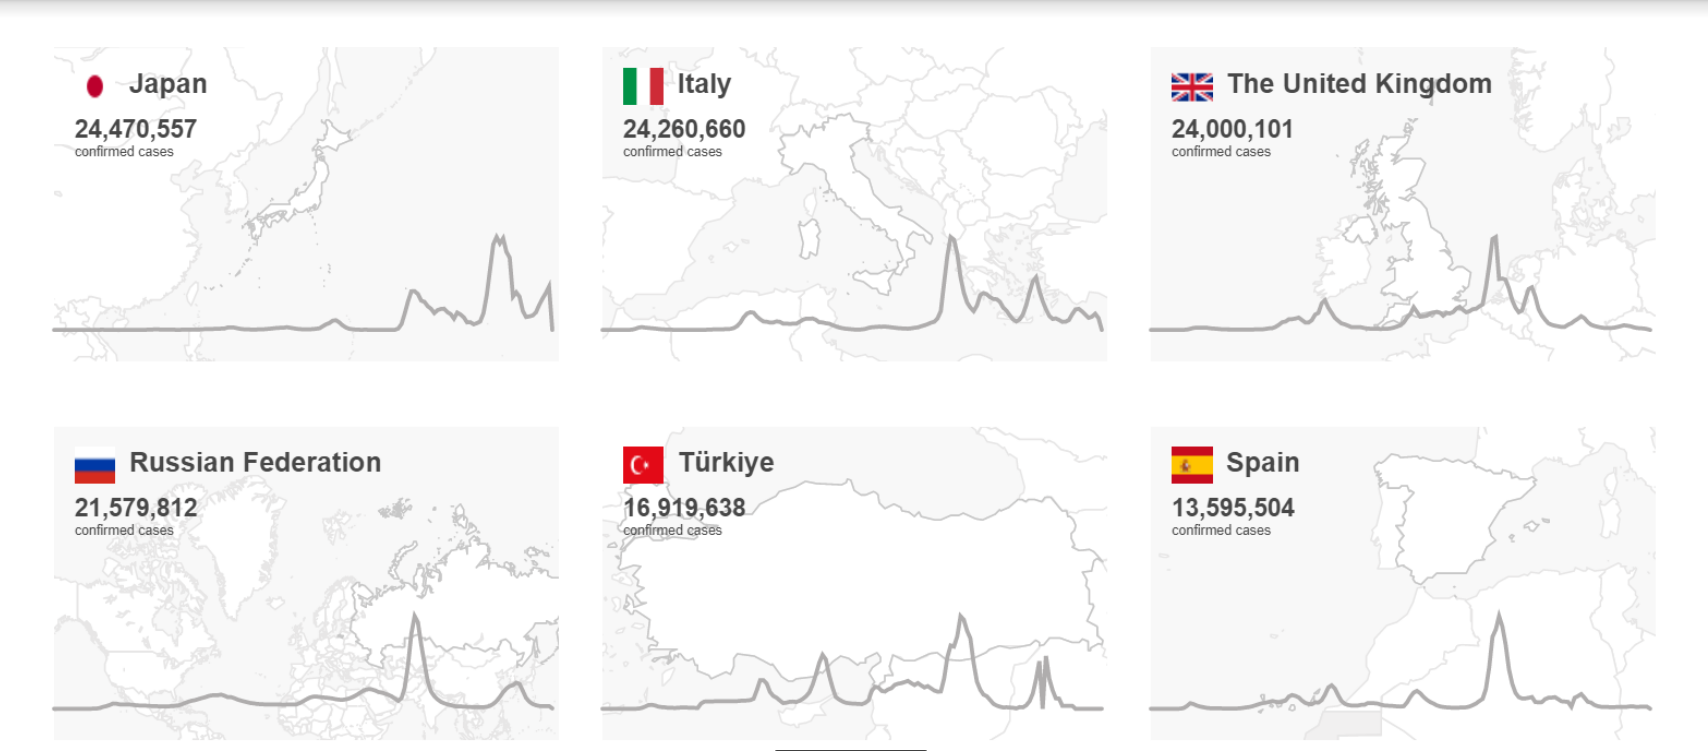 Japan
24,470,557
confirmed cases
Italy
24,260,660
confirmed cases
The United Kingdom
24,000,101
confirmed cases
Russian Federation
21,579,812
confirmed cases
Türkiye
16,919,638
confirmed cases
Spain
13,595,504
confirmed cases